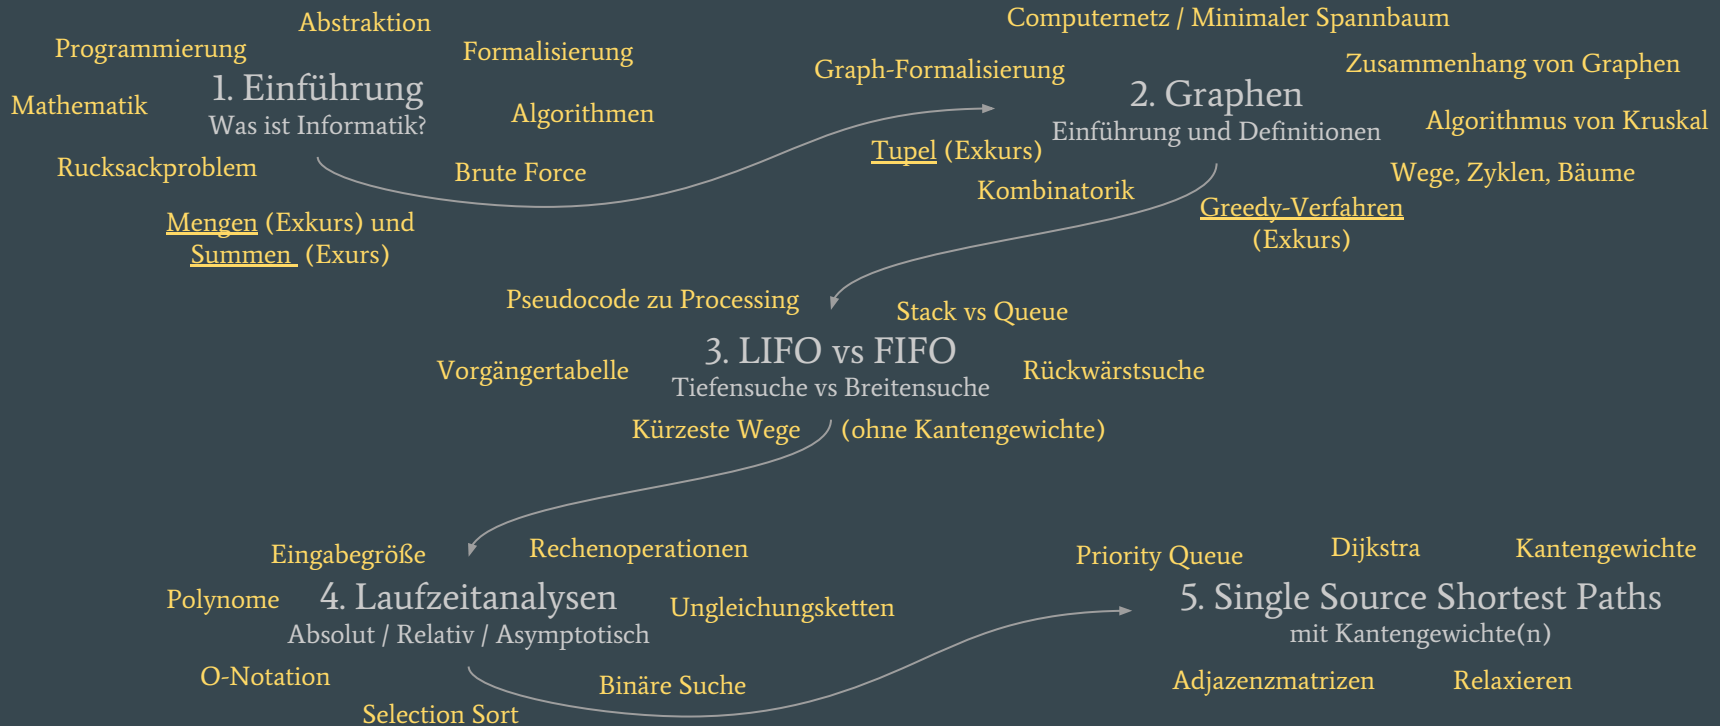 Abstraktion
Programmierung
Formalisierung
1. Einführung
Mathematik
Was ist Informatik?
Algorithmen
Rucksackproblem
Brute Force
Mengen (Exkurs) und
Summen (Exurs)
Computernetz / Minimaler Spannbaum
Graph-Formalisierung
Zusammenhang von Graphen
2. Graphen
Einführung und Definitionen
Algorithmus von Kruskal
Tupel (Exkurs)
Kombinatorik
Wege, Zyklen, Bäume
Greedy-Verfahren
(Exkurs)
Pseudocode zu Processing
Stack vs Queue
3. LIFO vs FIFO
Vorgängertabelle
Tiefensuche vs Breitensuche
Rückwärstsuche
Kürzeste Wege (ohne Kantengewichte)
Eingabegröße
Rechenoperationen
Polynome
4. Laufzeitanalysen
Ungleichungsketten
Absolut / Relativ / Asymptotisch
O-Notation
Binäre Suche
Selection Sort
Priority Queue
Dijkstra
Kantengewichte
5. Single Source Shortest Paths
mit Kantengewichte(n)
Adjazenzmatrizen
Relaxieren